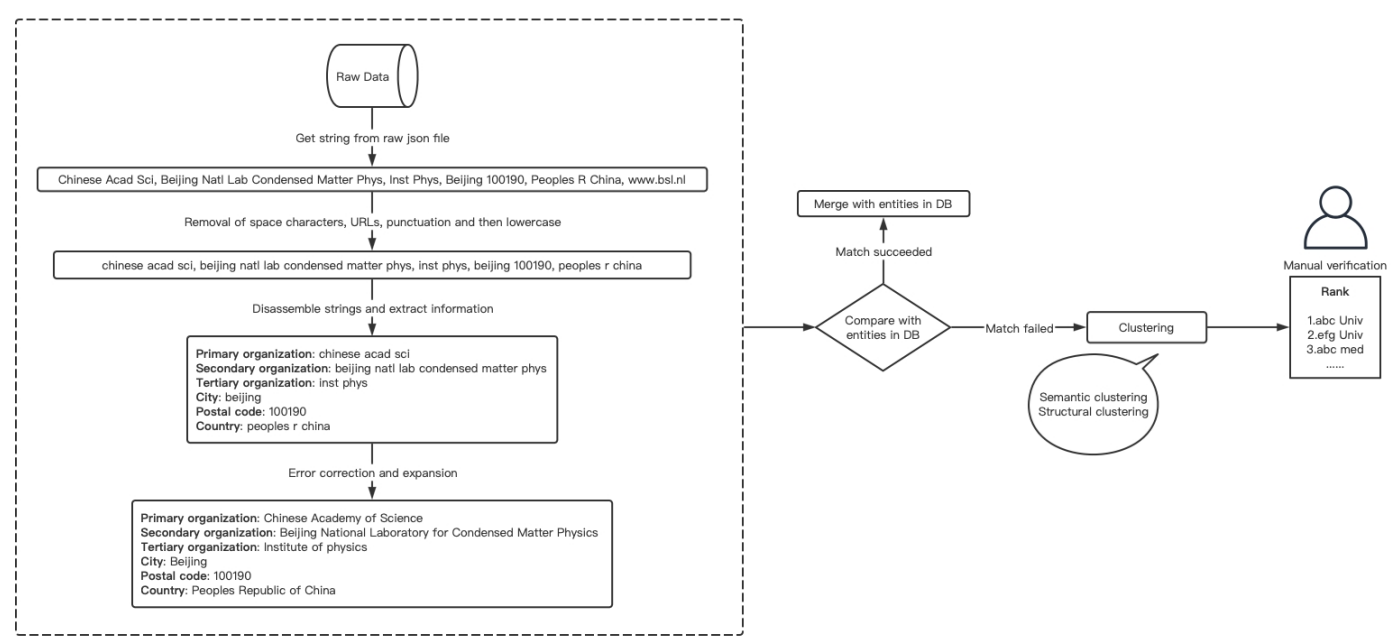 Raw Data
Get string from raw json file
Chinese Acad Sci, Beijing Natl Lab Condensed Matter Phys, Inst Phys, Beijing 100190, Peoples R China, www.bsl.nl
Removal of space characters, URLs, punctuation and then lowercase
chinese acad sci, beijing natl lab condensed matter phys, inst phys, beijing 100190, peoples r china
Disassemble strings and extract information
Primary organization: chinese acad sci
Secondary organization: beijing natl lab condensed matter phys
Tertiary organization: inst phys
City: beijing
Postal code: 100190
Country: peoples r china
Error correction and expansion
Primary organization: Chinese Academy of Science
Secondary organization: Beijing National Laboratory for Condensed Matter Physics
Tertiary organization: Institute of physics
City: Beijing
Postal code: 100190
Country: Peoples Republic of China
Merge with entities in DB
Match succeeded
Compare with
entities in DB
Match failed
Clustering
Semantic clustering
Structural clustering
Manual verification
Rank
1.abc Univ
2.efg Univ
3.abc med
......